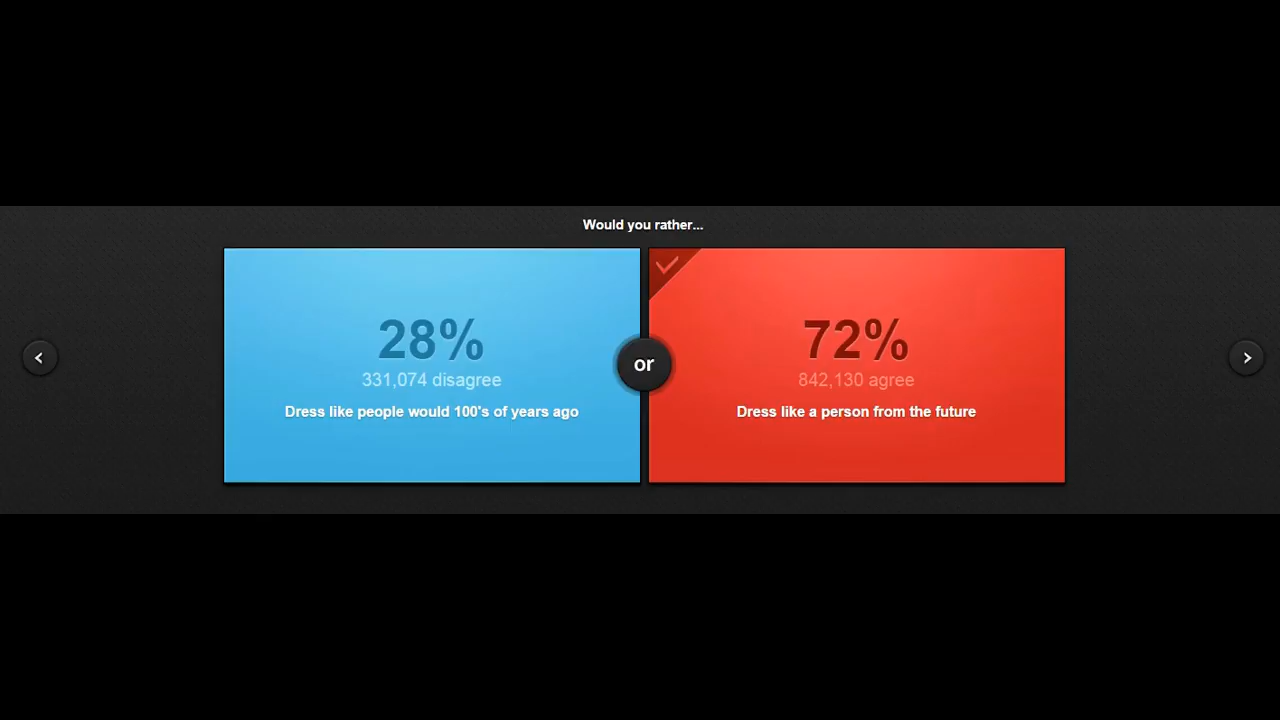 Would you rather...
28%
331,074 disagree
Dress like people would 100's of years ago
or
72%
842,130 agree
Dress like a person from the future